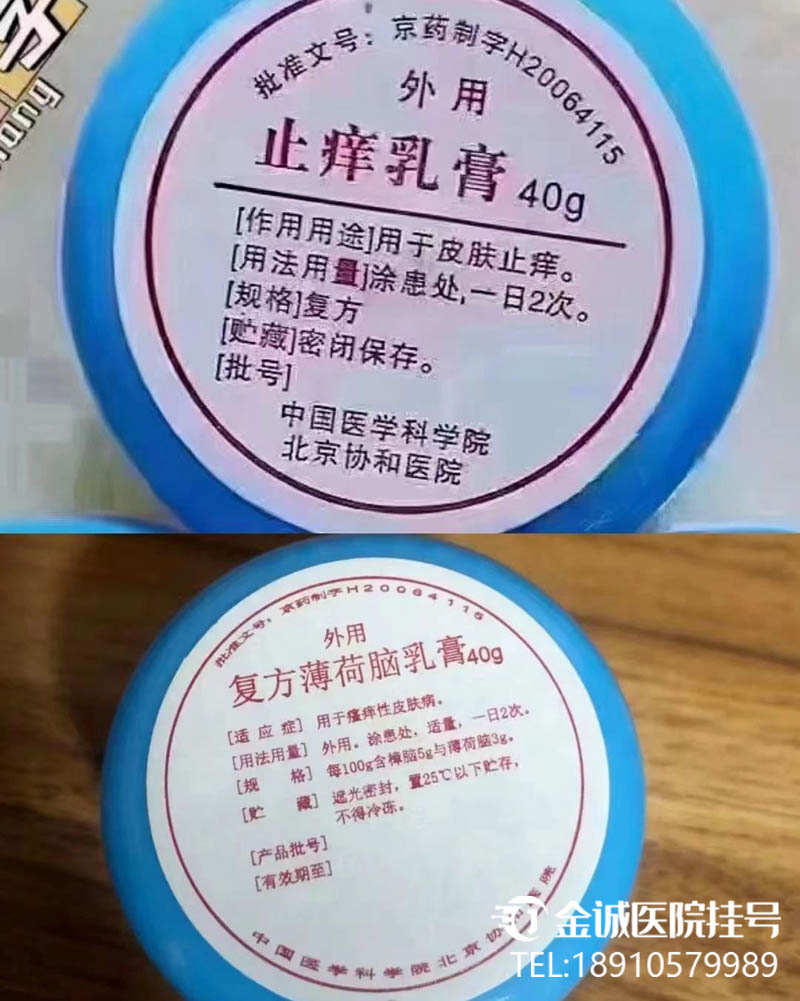 批准文号：京药制字H20064115
外用
止痒乳膏 40g
[作用用途]用于皮肤止痒。
[用法用量]涂患处,一日2次。
[规格]复方
[贮藏]密闭保存。
[批号]
中国医学科学院
北京协和医院
批准文号：京药制字H20064115
外用
复方薄荷脑乳膏40g
[适应症] 用于瘙痒性皮肤病。
[用法用量] 外用。涂患处，适量，一日2次。
[规 格] 每100g含樟脑5g与薄荷脑3g。
[贮 藏] 遮光密封，置25℃以下贮存，
不得冷冻。
[产品批号]
[有效期至]
中国医学科学院北京协和医院
金诚医院挂号
TEL:18910579989